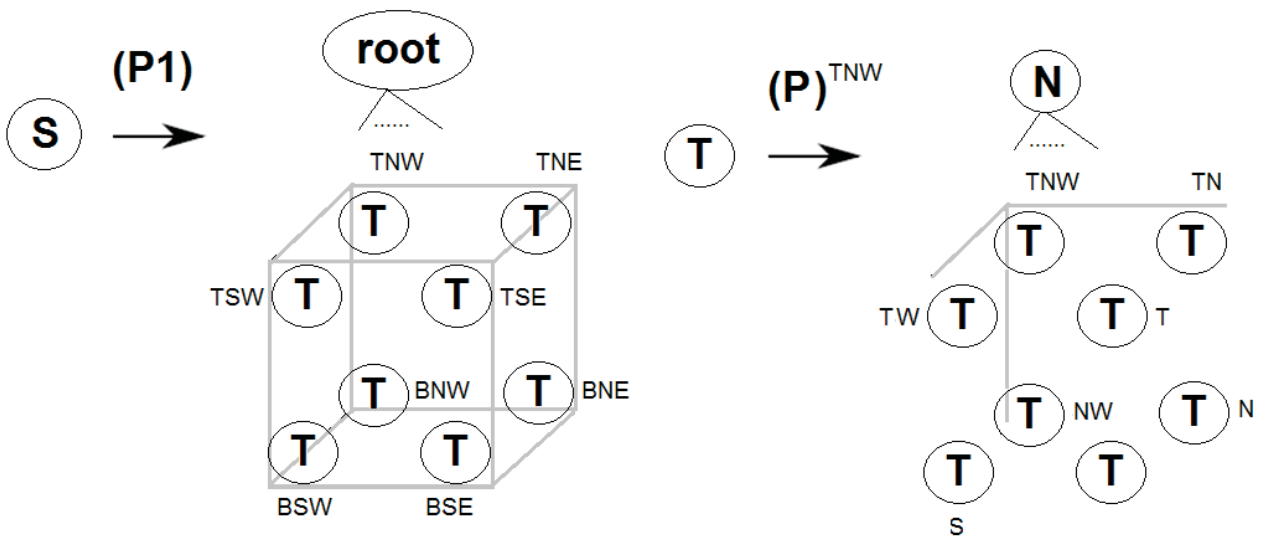 S
(P1)
root
......
TNW TNE
T T
TSW T T TSE
T BNW T BNE
T T
BSW BSE
T
(P)TNW
N
......
TNW TN
T T
TW T T T
T NW T N
T T
S